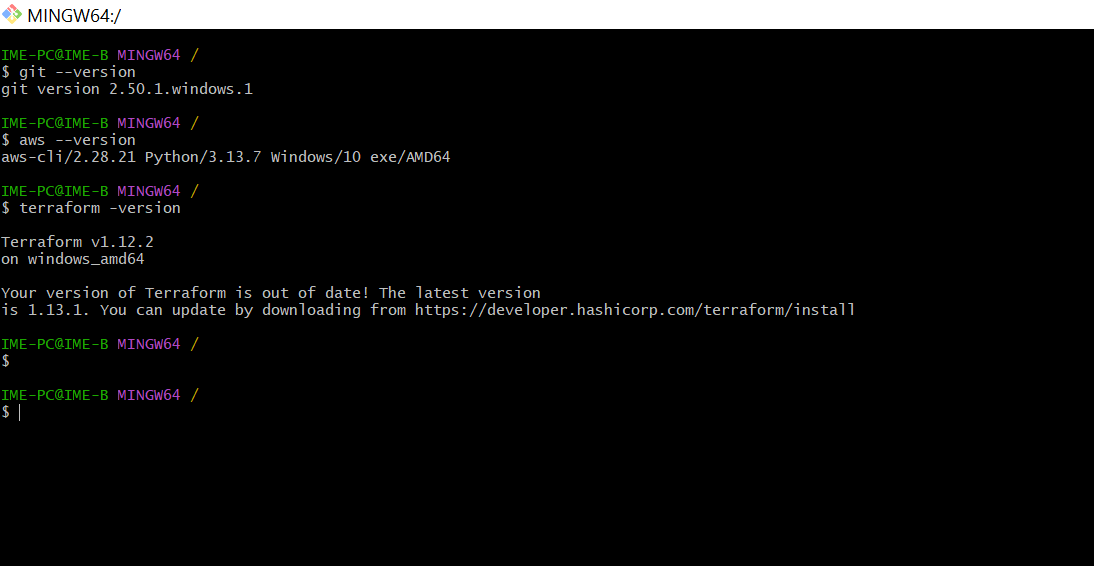 MINGW64:/
IME-PC@IME-B MINGW64 /
$ git --version
git version 2.50.1.windows.1
IME-PC@IME-B MINGW64 /
$ aws --version
aws-cli/2.28.21 Python/3.13.7 Windows/10 exe/AMD64
IME-PC@IME-B MINGW64 /
$ terraform -version
Terraform v1.12.2
on windows_amd64
Your version of Terraform is out of date! The latest version
is 1.13.1. You can update by downloading from https://developer.hashicorp.com/terraform/install
IME-PC@IME-B MINGW64 /
$
IME-PC@IME-B MINGW64 /
$